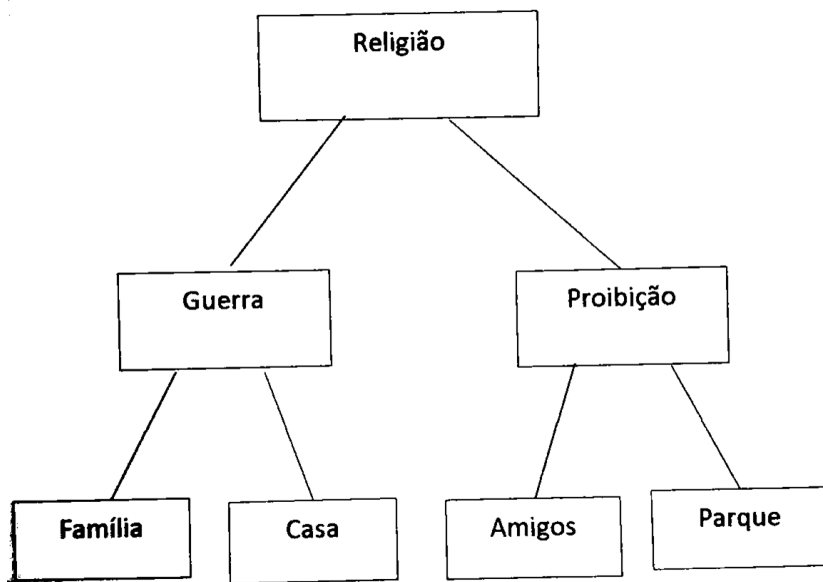 Religião
Guerra
Proibição
Família
Casa
Amigos
Parque